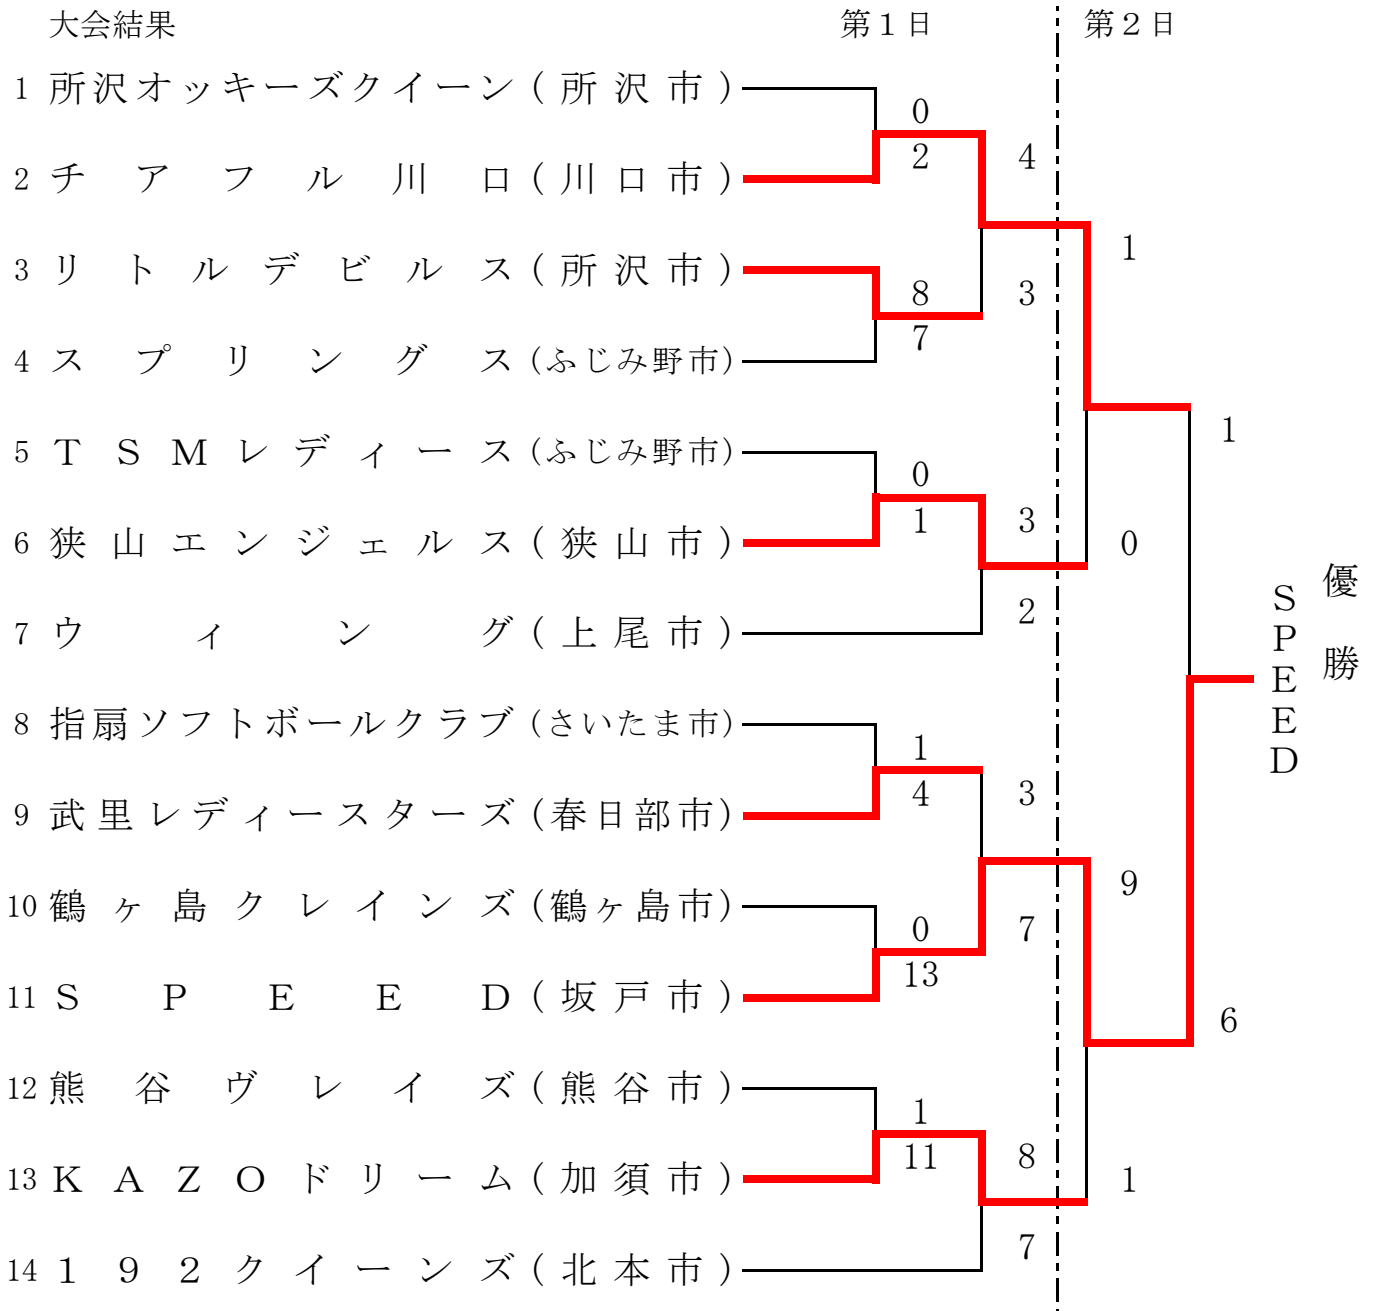 大会結果 第１日 第２日
1 所沢オッキーズクイーン(所沢市)
0
2 チアフル川口(川口市)
2 4
1
3 リトルデビルス(所沢市)
8 3
7
4 スプリングス(ふじみ野市)
1
5 ＴＳＭレディース(ふじみ野市)
0
1 3
6 狭山エンジェルス(狭山市)
0
2
7 ウィング(上尾市)
優勝
ＳＰＥＥＤ
8 指扇ソフトボールクラブ(さいたま市)
1
4 3
9 武里レディースターズ(春日部市)
9
10 鶴ヶ島クレインズ(鶴ヶ島市)
0 7
13
11 ＳＰＥＥＤ(坂戸市)
6
12 熊谷ヴレイズ(熊谷市)
1
11 8
13 ＫＡＺＯドリーム(加須市)
1
7
14 １９２クイーンズ(北本市)